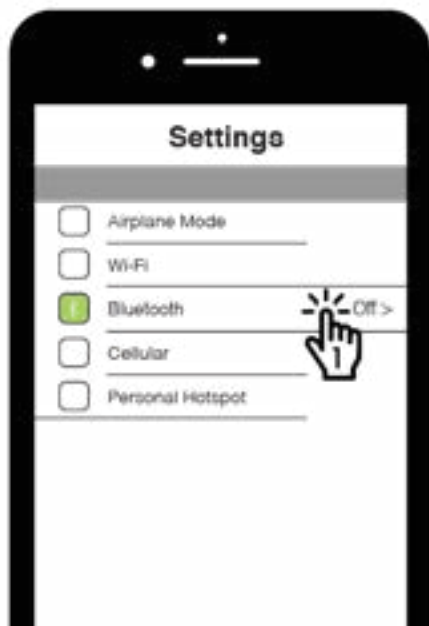 Settings
Airplane Mode
Wi-Fi
Bluetooth Off >
1
Cellular
Personal Hotspot